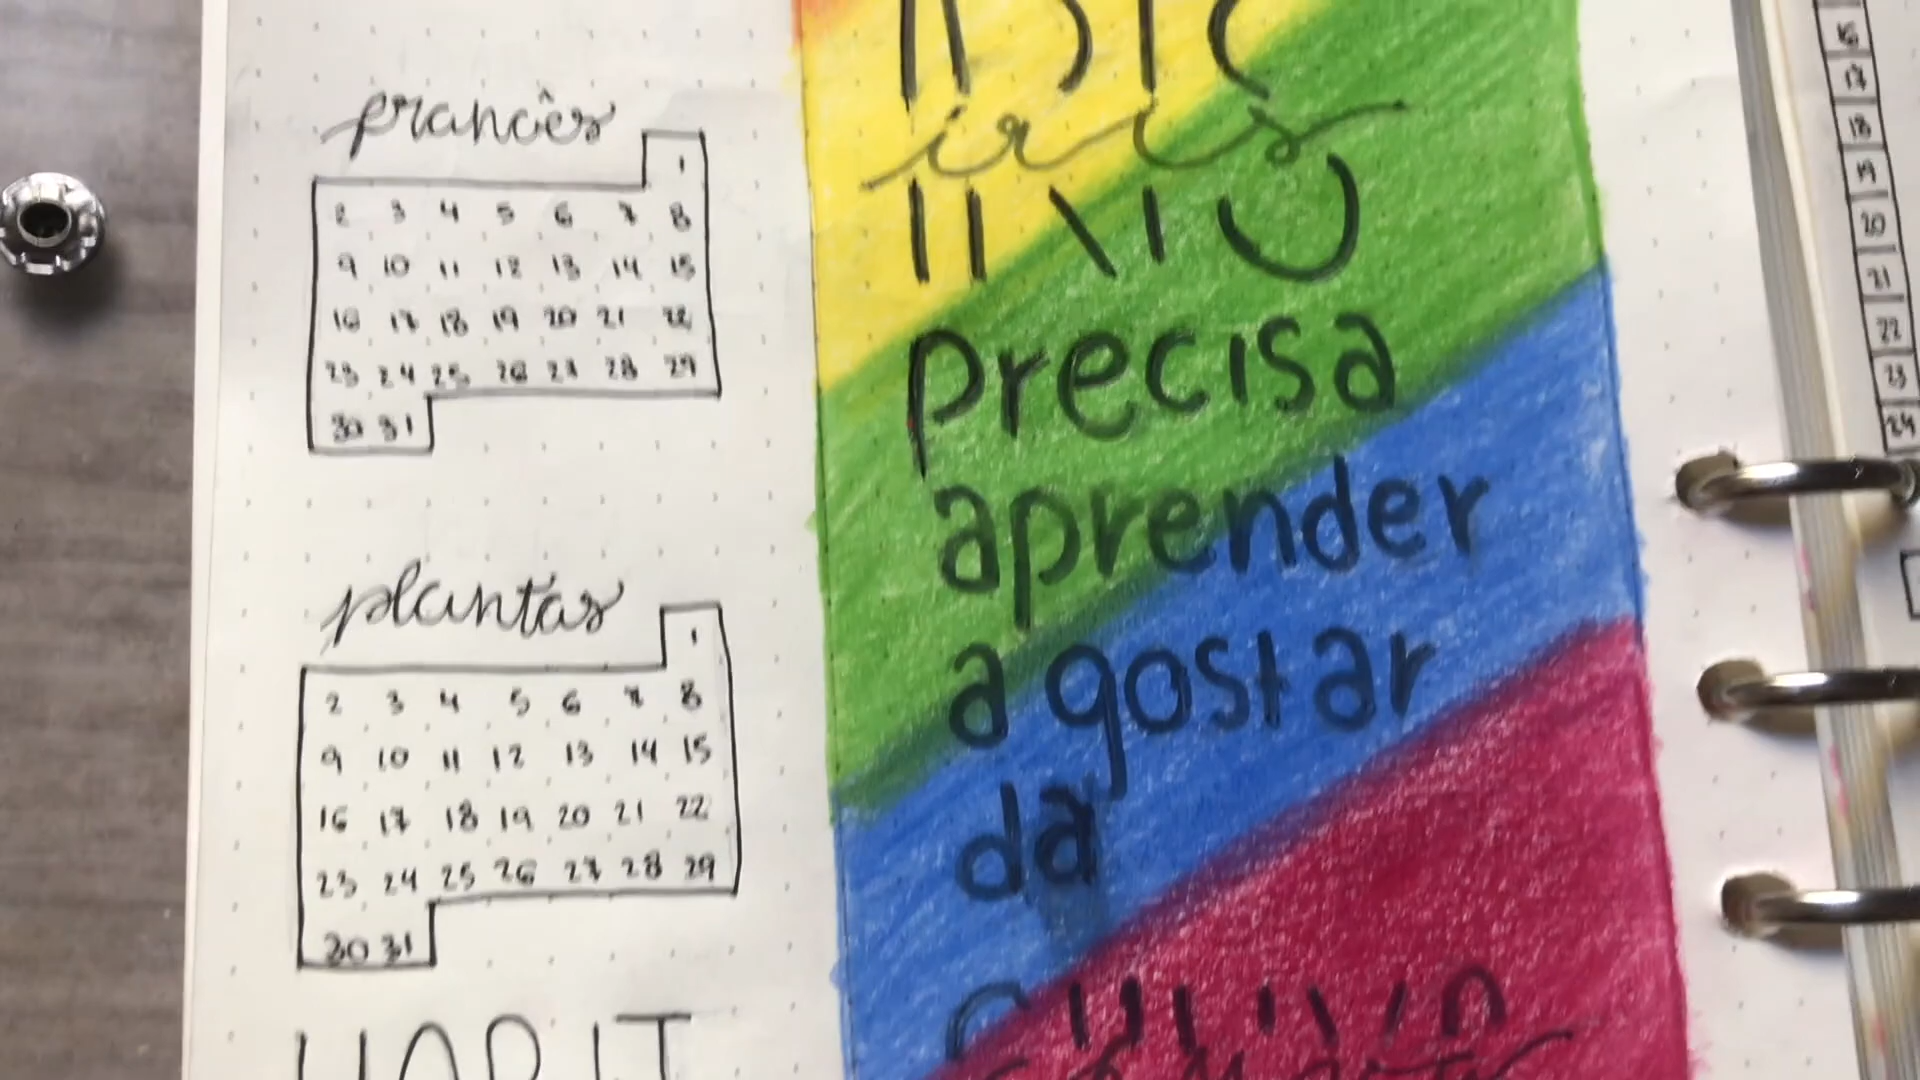 francês
1
2 3 4 5 6 7 8
9 10 11 12 13 14 15
16 17 18 19 20 21 22
23 24 25 26 27 28 29
30 31
plantas
1
2 3 4 5 6 7 8
9 10 11 12 13 14 15
16 17 18 19 20 21 22
23 24 25 26 27 28 29
30 31
HABIT
iris
precisa
aprender
a gostar
da
16
17
18
19
20
21
22
23
24